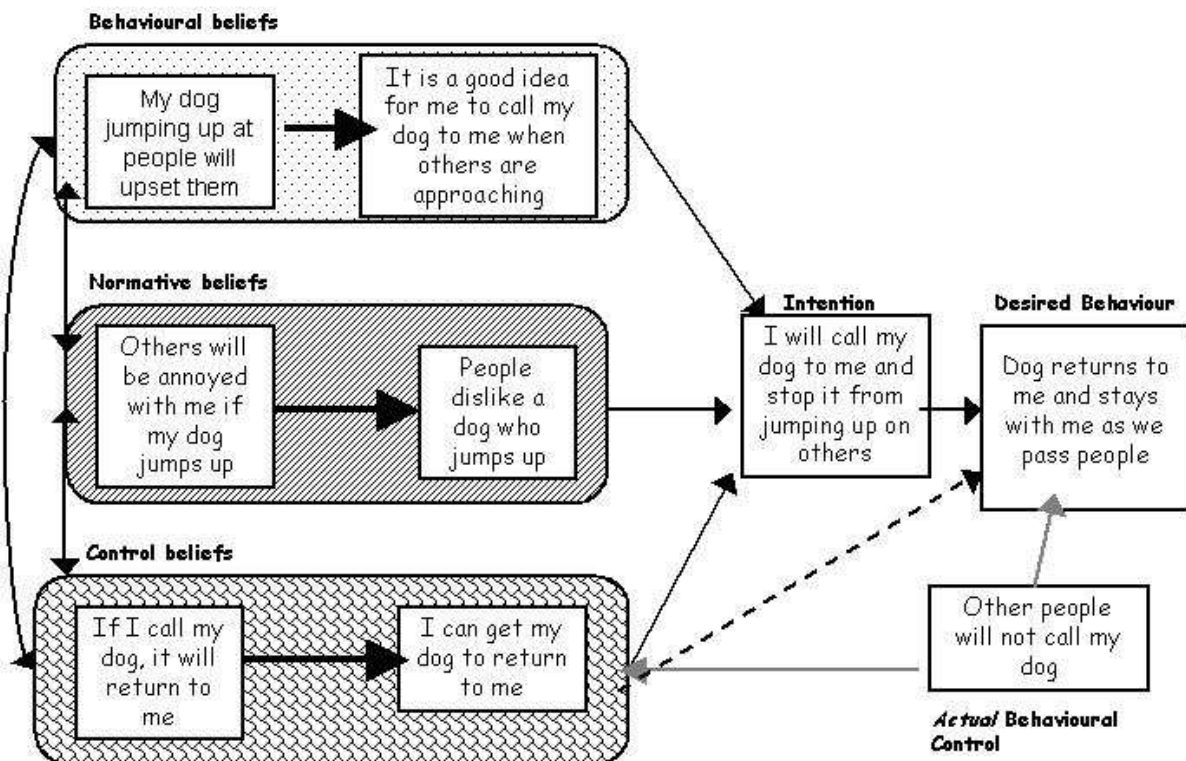 Behavioural beliefs
My dog
jumping up at
people will
upset them
It is a good idea
for me to call my
dog to me when
others are
approaching
Normative beliefs
Others will
be annoyed
with me if
my dog
jumps up
People
dislike a
dog who
jumps up
Intention
I will call my
dog to me and
stop it from
jumping up on
others
Desired Behaviour
Dog returns to
me and stays
with me as we
pass people
Control beliefs
If I call my
dog, it will
return to
me
I can get my
dog to return
to me
Other people
will not call my
dog
Actual Behavioural
Control